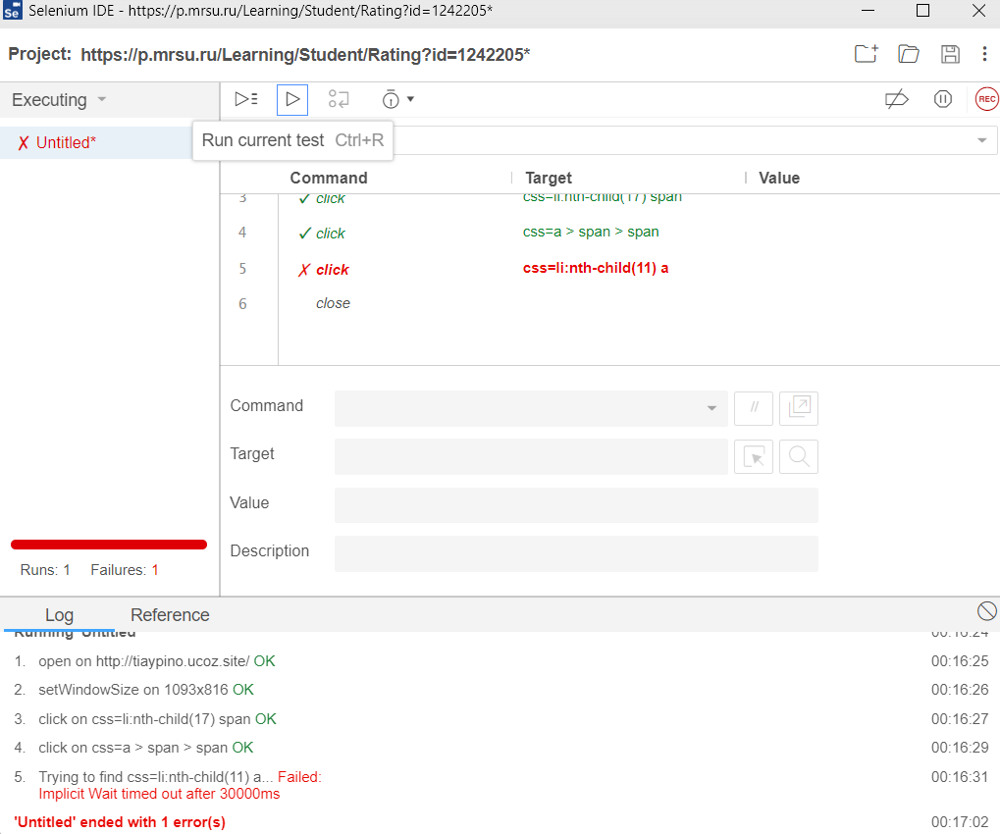 Se Selenium IDE - https://p.mrsu.ru/Learning/Student/Rating?id=1242205*
Project: https://p.mrsu.ru/Learning/Student/Rating?id=1242205*
Executing
REC
✗ Untitled*
Run current test Ctrl+R
Command Target Value
3 ✓ click css=li:nth-child(17) span
4 ✓ click css=a > span > span
5 ✗ click css=li:nth-child(11) a
6 close
Command //
Target
Value
Description
Runs: 1 Failures: 1
Log Reference
Running 'Untitled' 00:16:24
1. open on http://tiaypino.ucoz.site/ OK 00:16:25
2. setWindowSize on 1093x816 OK 00:16:26
3. click on css=li:nth-child(17) span OK 00:16:27
4. click on css=a > span > span OK 00:16:29
5. Trying to find css=li:nth-child(11) a... Failed: 00:16:31
Implicit Wait timed out after 30000ms
'Untitled' ended with 1 error(s) 00:17:02